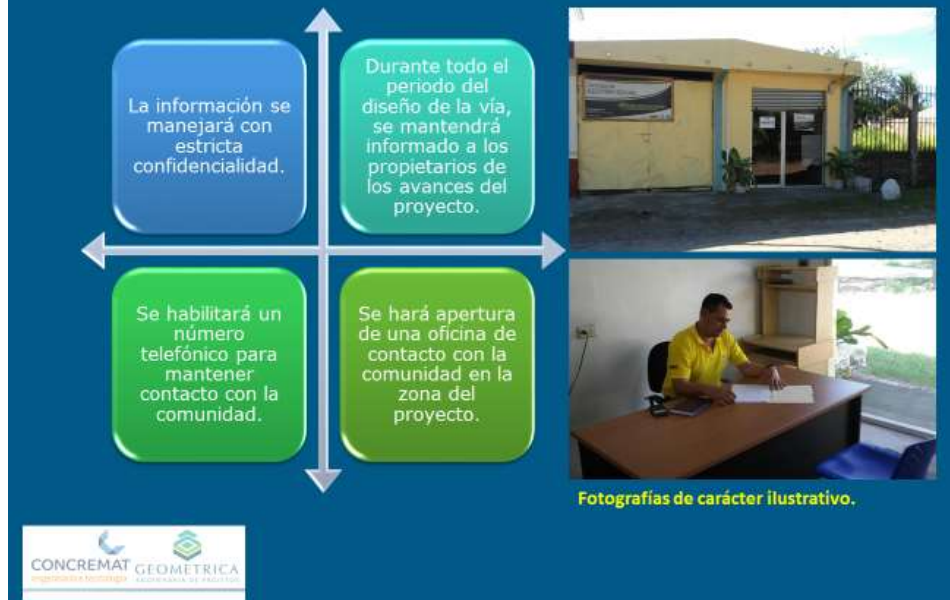 La información se
manejará con
estricta
confidencialidad.
Durante todo el
periodo del
diseño de la vía,
se mantendrá
informado a los
propietarios de
los avances del
proyecto.
Se habilitará un
número
telefónico para
mantener
contacto con la
comunidad.
Se hará apertura
de una oficina de
contacto con la
comunidad en la
zona del
proyecto.
Fotografías de carácter ilustrativo.
CONCREMAT
GEOMETRICA